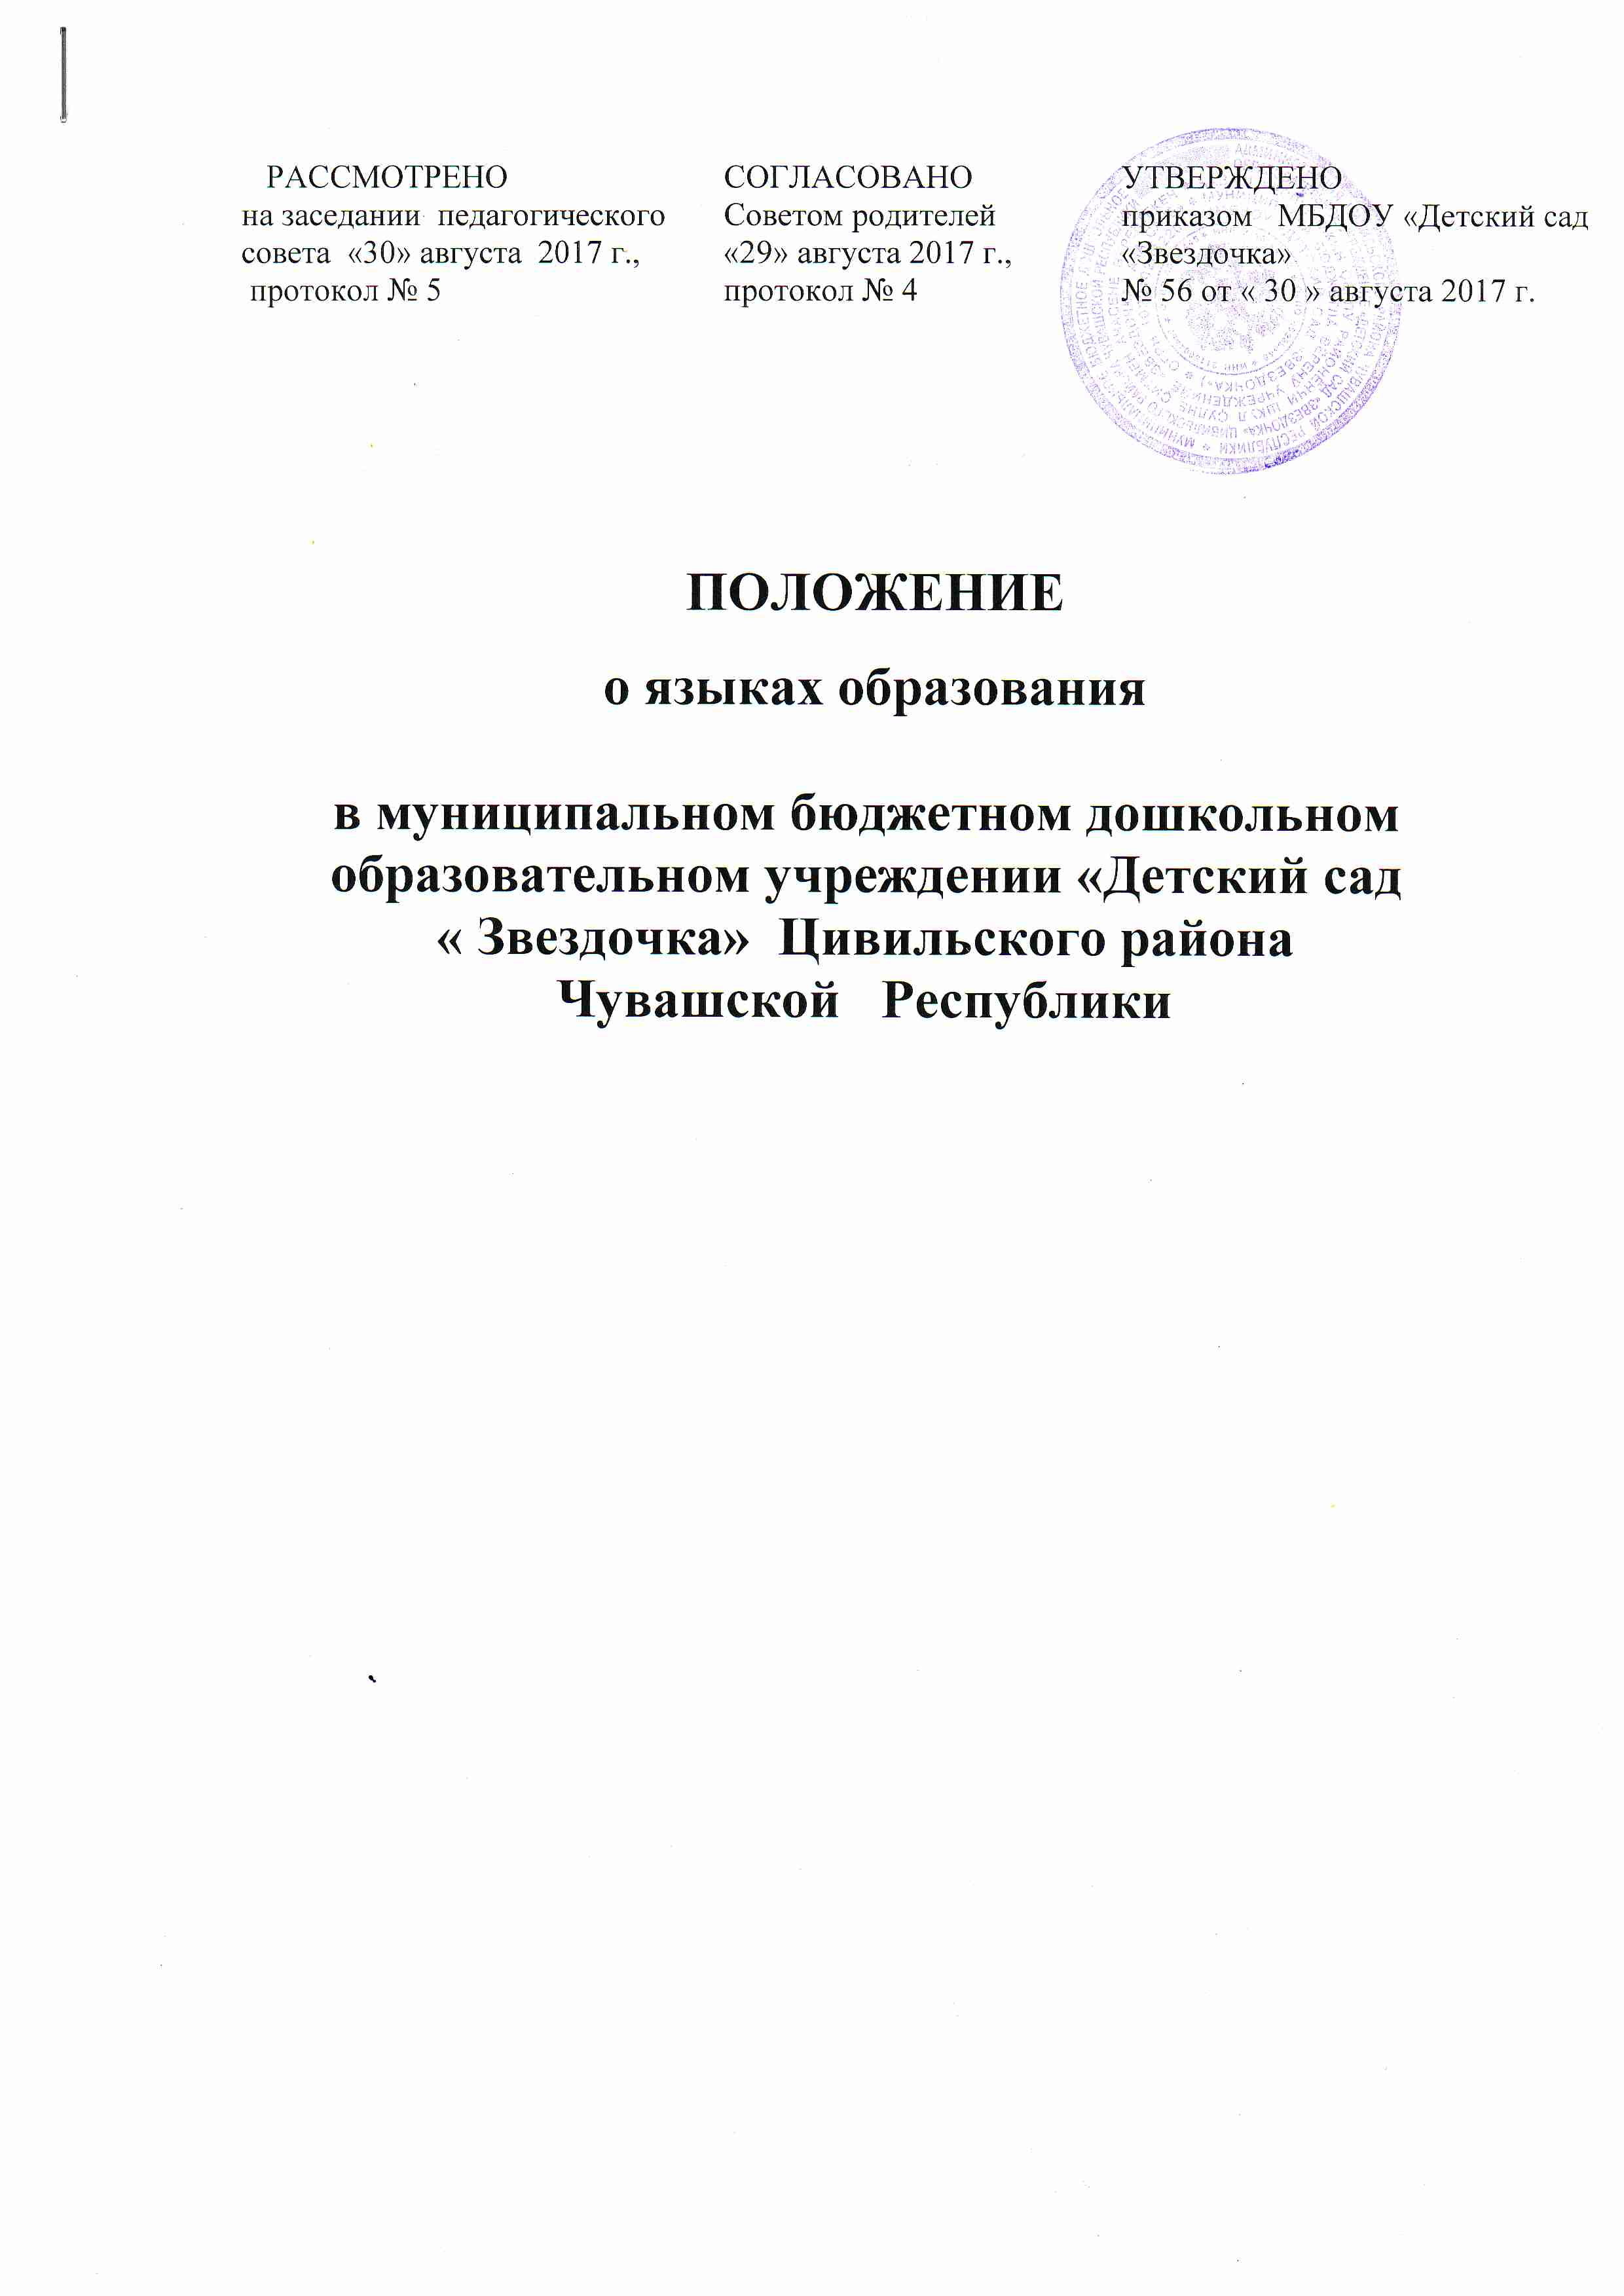 РАССМОТРЕНО
на заседании педагогического
совета «30» августа 2017 г.,
протокол № 5
СОГЛАСОВАНО
Советом родителей
«29» августа 2017 г.,
протокол № 4
УТВЕРЖДЕНО
приказом МБДОУ «Детский сад
«Звездочка»
№ 56 от « 30 » августа 2017 г.
ПОЛОЖЕНИЕ
о языках образования
в муниципальном бюджетном дошкольном
образовательном учреждении «Детский сад
« Звездочка» Цивильского района
Чувашской Республики